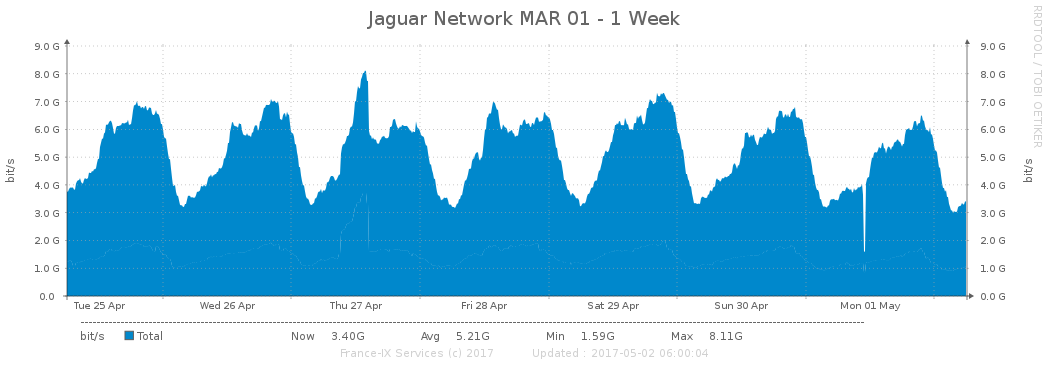 Jaguar Network MAR 01 - 1 Week
RRDTOOL / TOBI OETIKER
bit/s
9.0 G
8.0 G
7.0 G
6.0 G
5.0 G
4.0 G
3.0 G
2.0 G
1.0 G
0.0
9.0 G
8.0 G
7.0 G
6.0 G
5.0 G
4.0 G
3.0 G
2.0 G
1.0 G
0.0 G
bit/s
Tue 25 Apr Wed 26 Apr Thu 27 Apr Fri 28 Apr Sat 29 Apr Sun 30 Apr Mon 01 May
bit/s Total Now 3.40G Avg 5.21G Min 1.59G Max 8.11G
France-IX Services (c) 2017 Updated : 2017-05-02 06:00:04